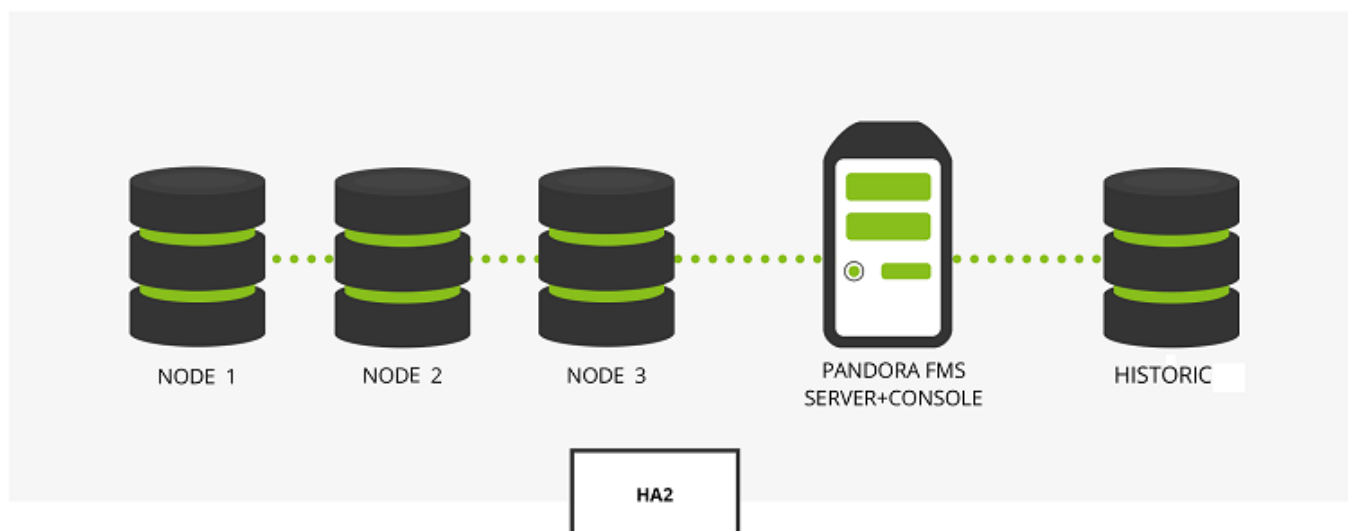 NODE 1
NODE 2
NODE 3
PANDORA FMS
SERVER+CONSOLE
HISTORIC
HA2